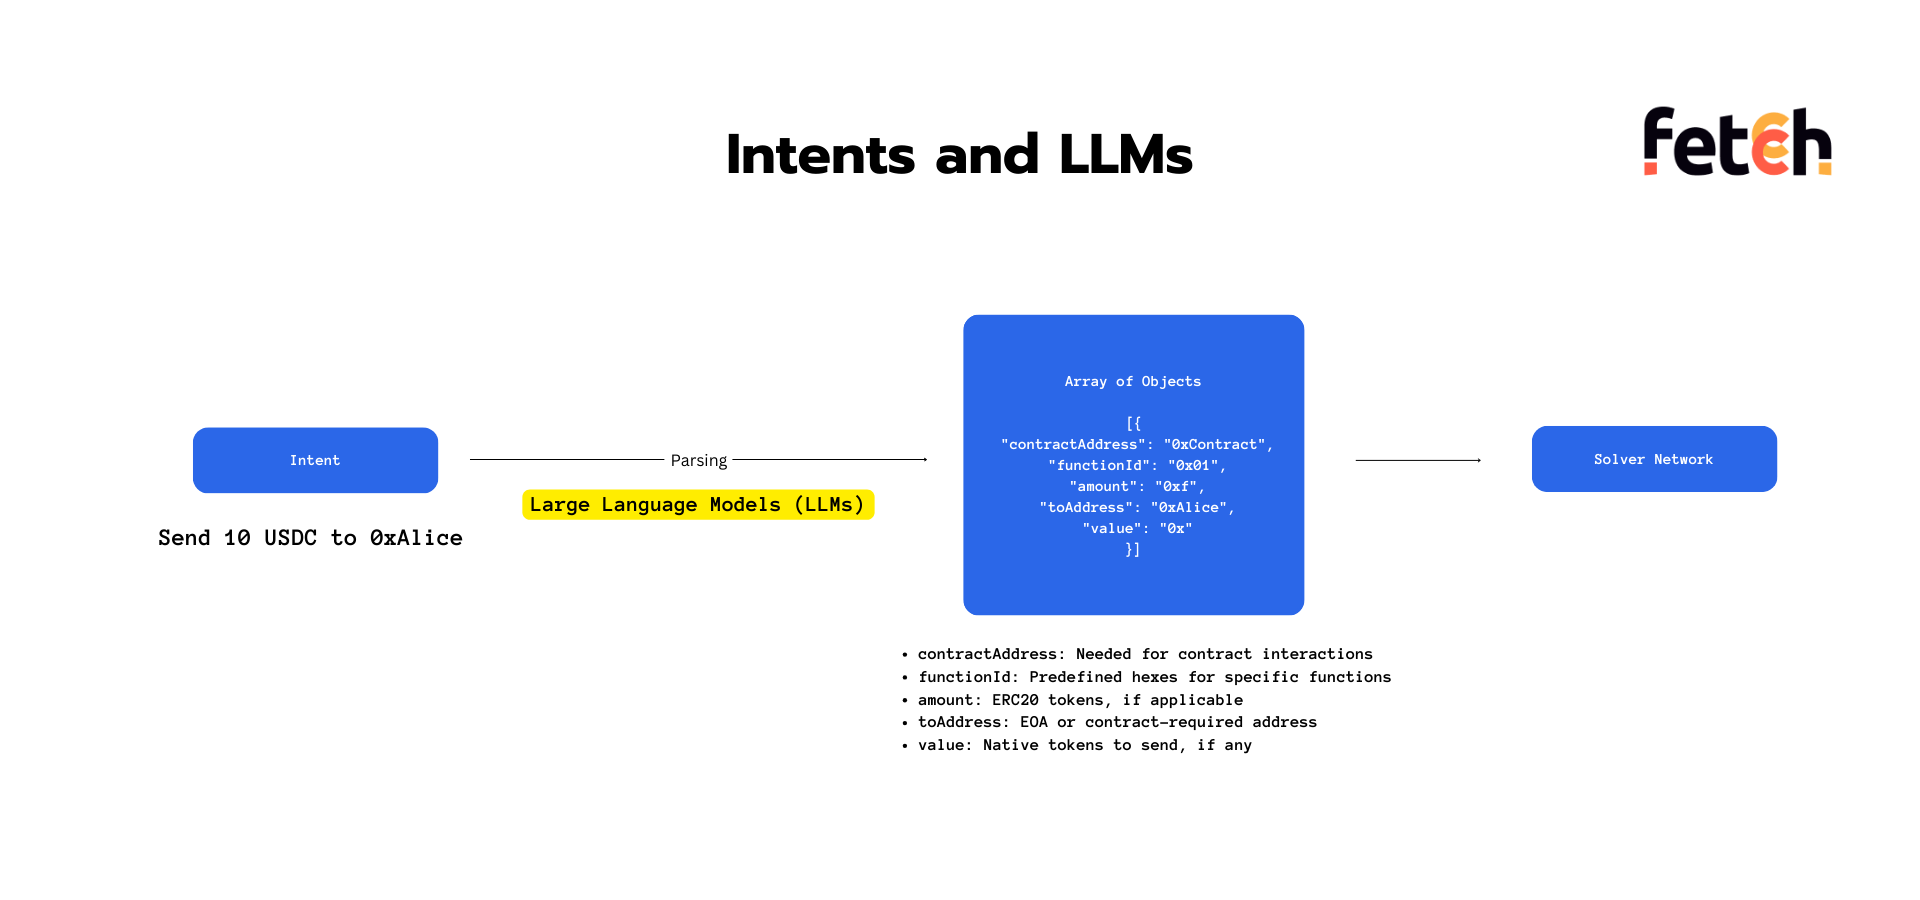 Intents and LLMs
fetcch
Intent
Send 10 USDC to 0xAlice
Parsing
Large Language Models (LLMs)
Array of Objects
[{
"contractAddress": "0xContract",
"functionId": "0x01",
"amount": "0xf",
"toAddress": "0xAlice",
"value": "0x"
}]
• contractAddress: Needed for contract interactions
• functionId: Predefined hexes for specific functions
• amount: ERC20 tokens, if applicable
• toAddress: EOA or contract-required address
• value: Native tokens to send, if any
Solver Network